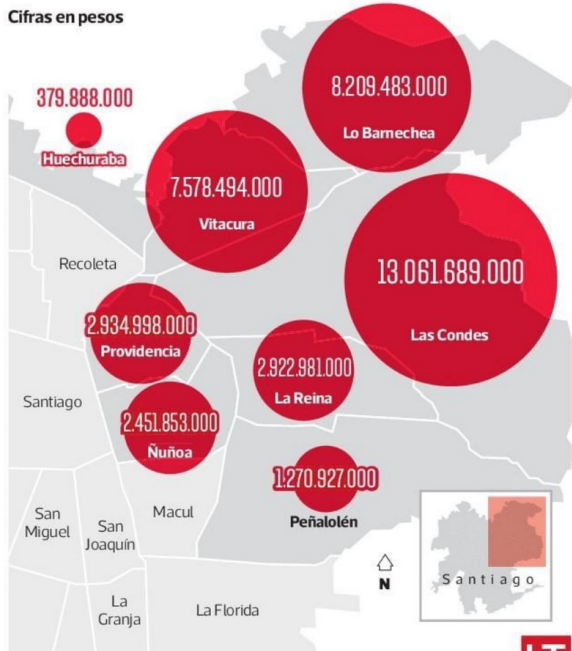 Cifras en pesos
379.888.000
Huechuraba
8.209.483.000
Lo Barnechea
7.578.494.000
Vitacura
13.061.689.000
Las Condes
Recoleta
2.934.998.000
Providencia
2.922.981.000
La Reina
Santiago
2.451.853.000
Ñuñoa
1.270.927.000
Peñalolén
San
Miguel
San
Joaquín
Macul
N
Santiago
La
Granja
La Florida
LT